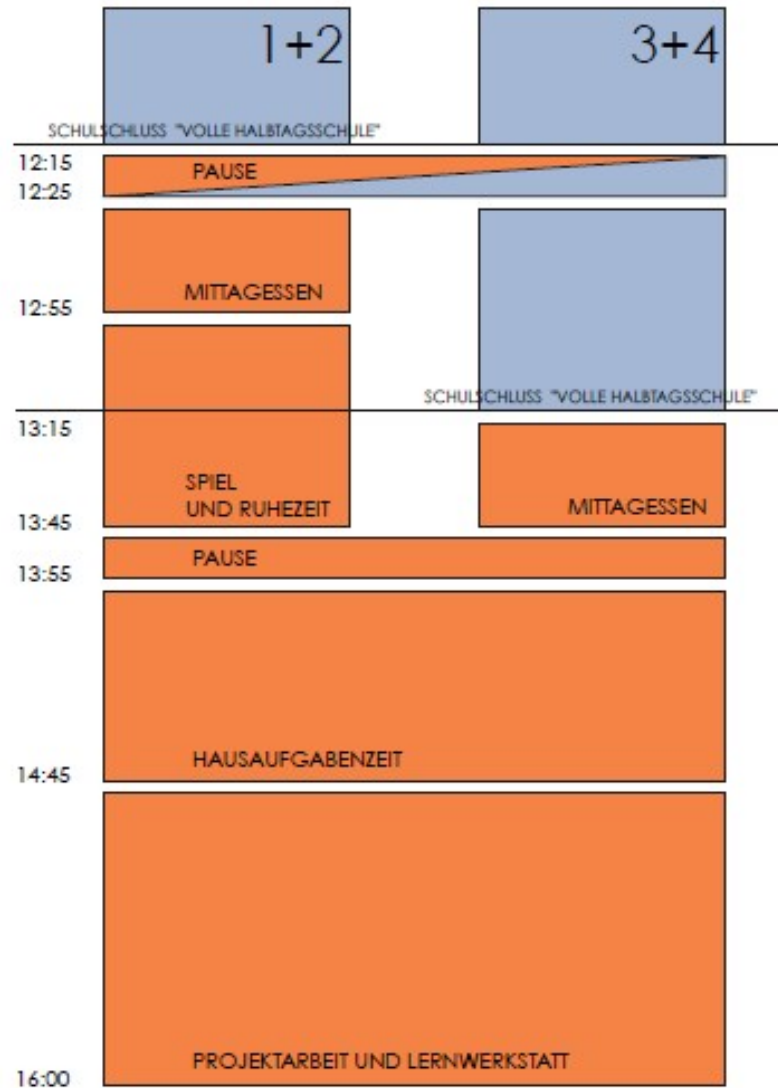 1+2
3+4
SCHULSCHLUSS "VOLLE HALBTAGSSCHULE"
12:15
PAUSE
12:25
MITTAGESSEN
12:55
SCHULSCHLUSS "VOLLE HALBTAGSSCHULE"
13:15
SPIEL
UND RUHEZEIT
MITTAGESSEN
13:45
PAUSE
13:55
HAUSAUFGABENZEIT
14:45
PROJEKTARBEIT UND LERNWERKSTATT
16:00